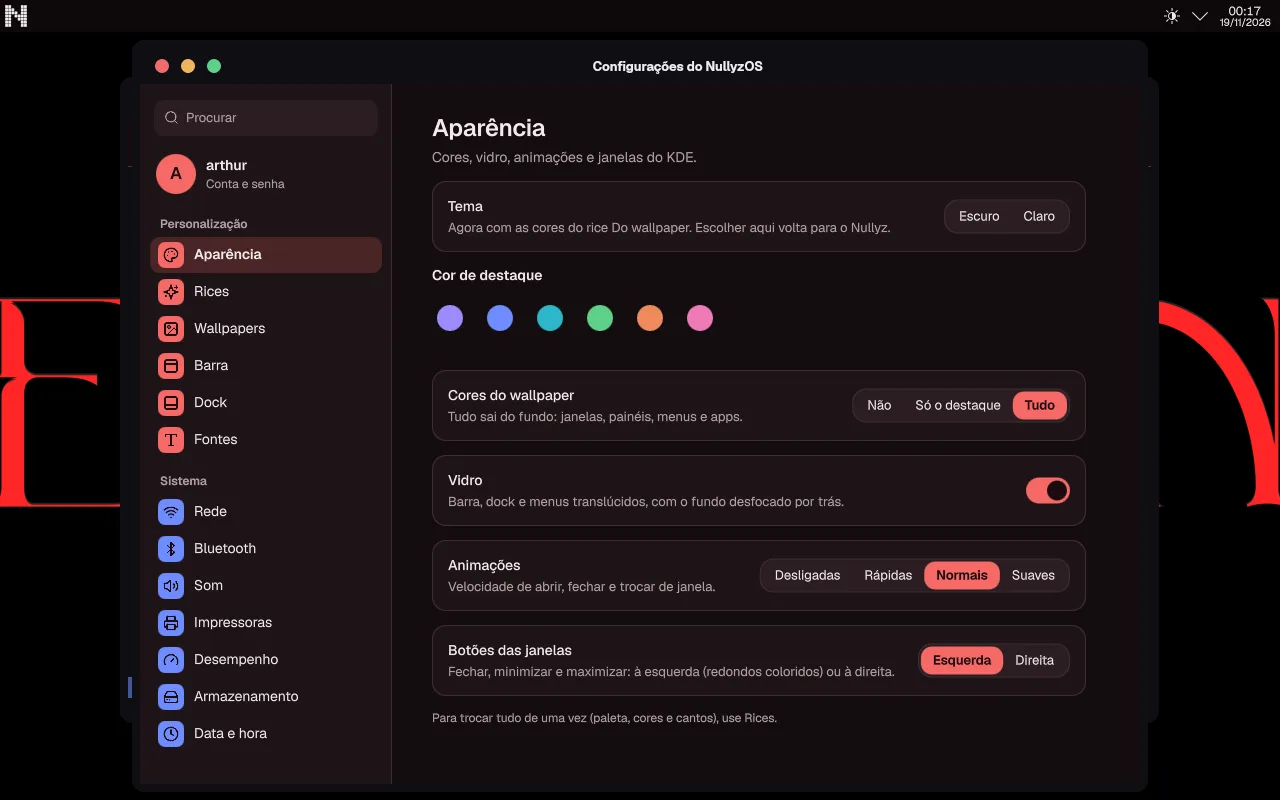 N
00:17
19/11/2026
Configurações do NullyzOS
Procurar
A
arthur
Conta e senha
Personalização
Aparência
Rices
Wallpapers
Barra
Dock
Fontes
Sistema
Rede
Bluetooth
Som
Impressoras
Desempenho
Armazenamento
Data e hora
Aparência
Cores, vidro, animações e janelas do KDE.
Tema
Agora com as cores do rice Do wallpaper. Escolher aqui volta para o Nullyz.
Escuro Claro
Cor de destaque
Cores do wallpaper
Tudo sai do fundo: janelas, painéis, menus e apps.
Não Só o destaque Tudo
Vidro
Barra, dock e menus translúcidos, com o fundo desfocado por trás.
Animações
Velocidade de abrir, fechar e trocar de janela.
Desligadas Rápidas Normais Suaves
Botões das janelas
Fechar, minimizar e maximizar: à esquerda (redondos coloridos) ou à direita.
Esquerda Direita
Para trocar tudo de uma vez (paleta, cores e cantos), use Rices.